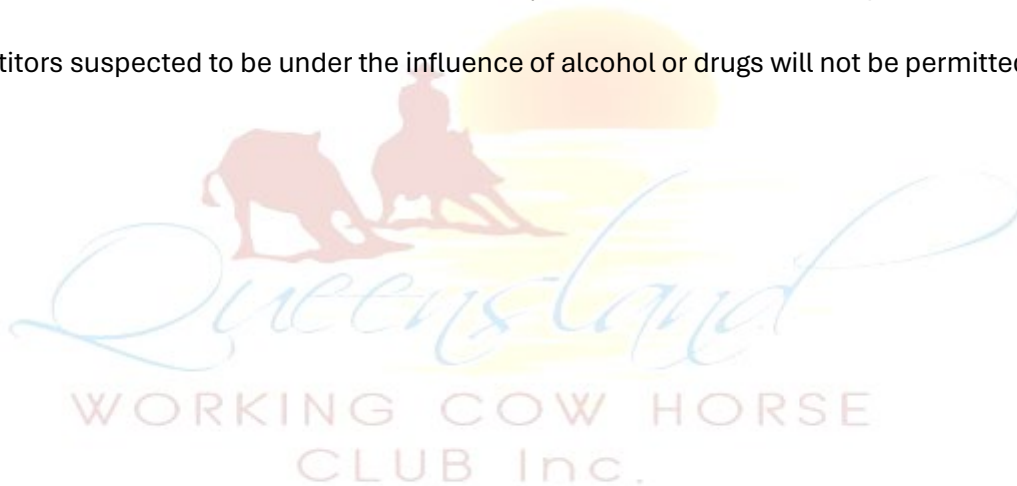 titors suspected to be under the influence of alcohol or drugs will not be permitted
Queensland
WORKING COW HORSE
CLUB Inc.